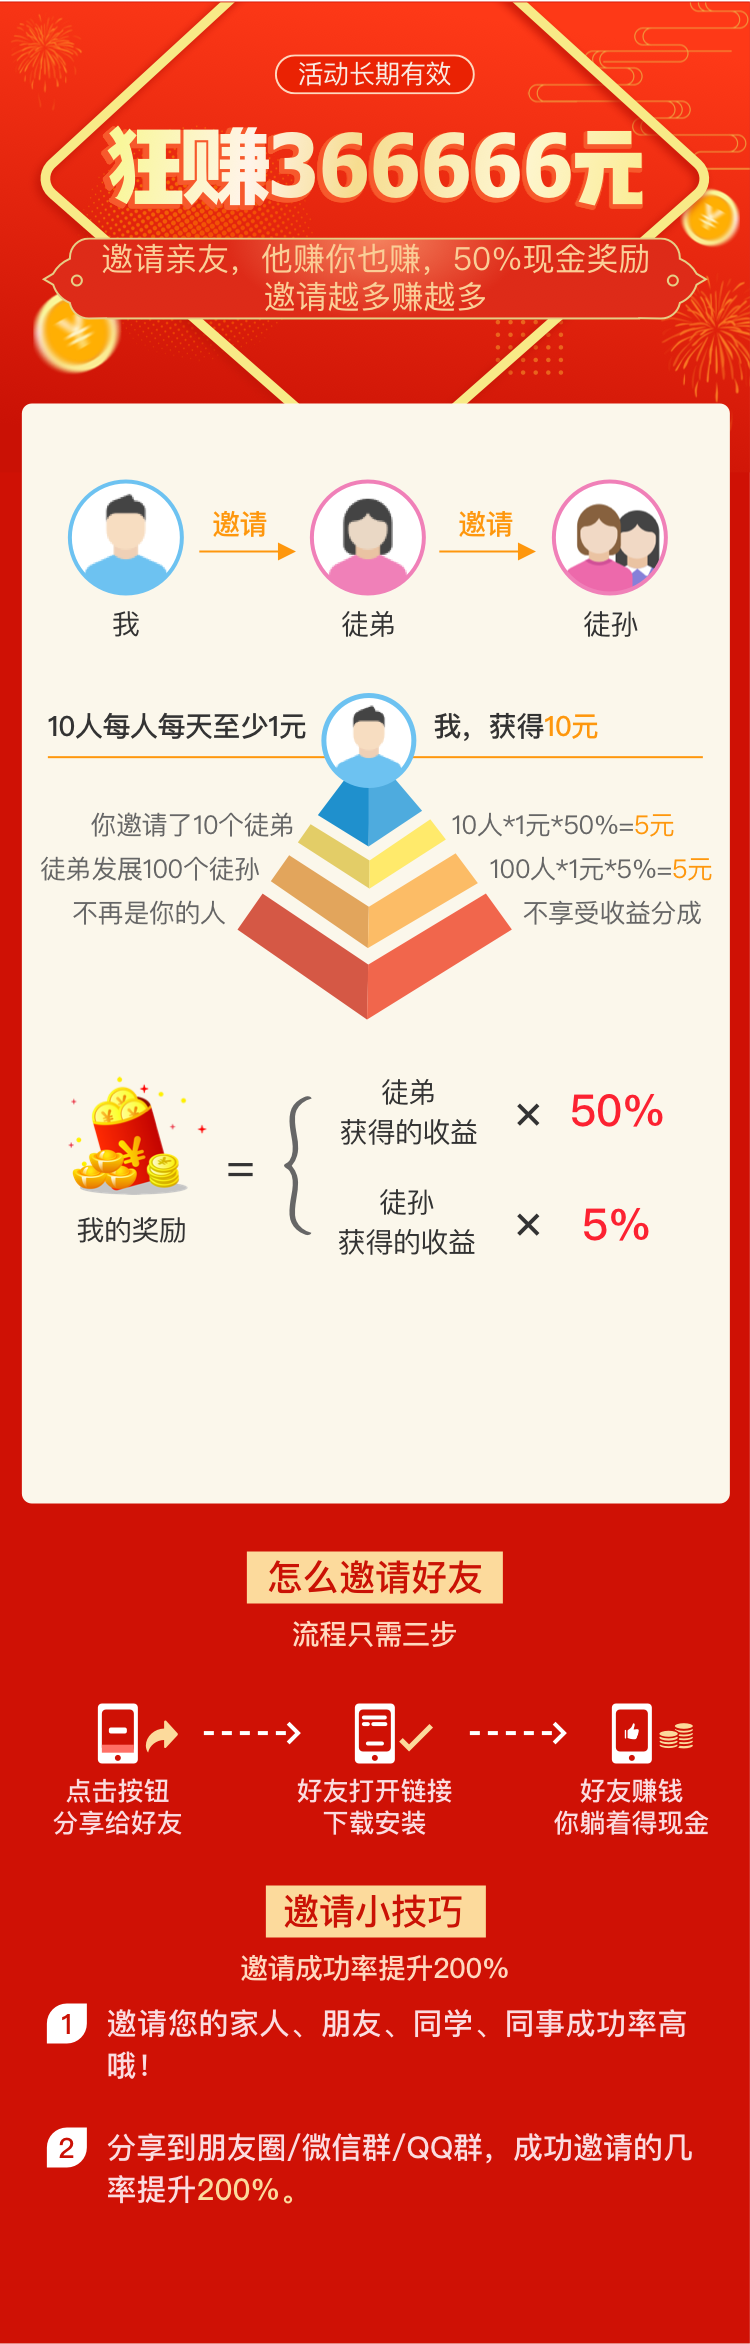 活动长期有效
狂赚366666元
邀请亲友，他赚你也赚，50%现金奖励
邀请越多赚越多
邀请 邀请
我 徒弟 徒孙
10人每人每天至少1元 我，获得10元
你邀请了10个徒弟 10人*1元*50%=5元
徒弟发展100个徒孙 100人*1元*5%=5元
不再是你的人 不享受收益分成
徒弟
获得的收益 × 50%
=
徒孙
获得的收益 × 5%
我的奖励
怎么邀请好友
流程只需三步
点击按钮 好友打开链接 好友赚钱
分享给好友 下载安装 你躺着得现金
邀请小技巧
邀请成功率提升200%
1 邀请您的家人、朋友、同学、同事成功率高
哦！
2 分享到朋友圈/微信群/QQ群，成功邀请的几
率提升200%。